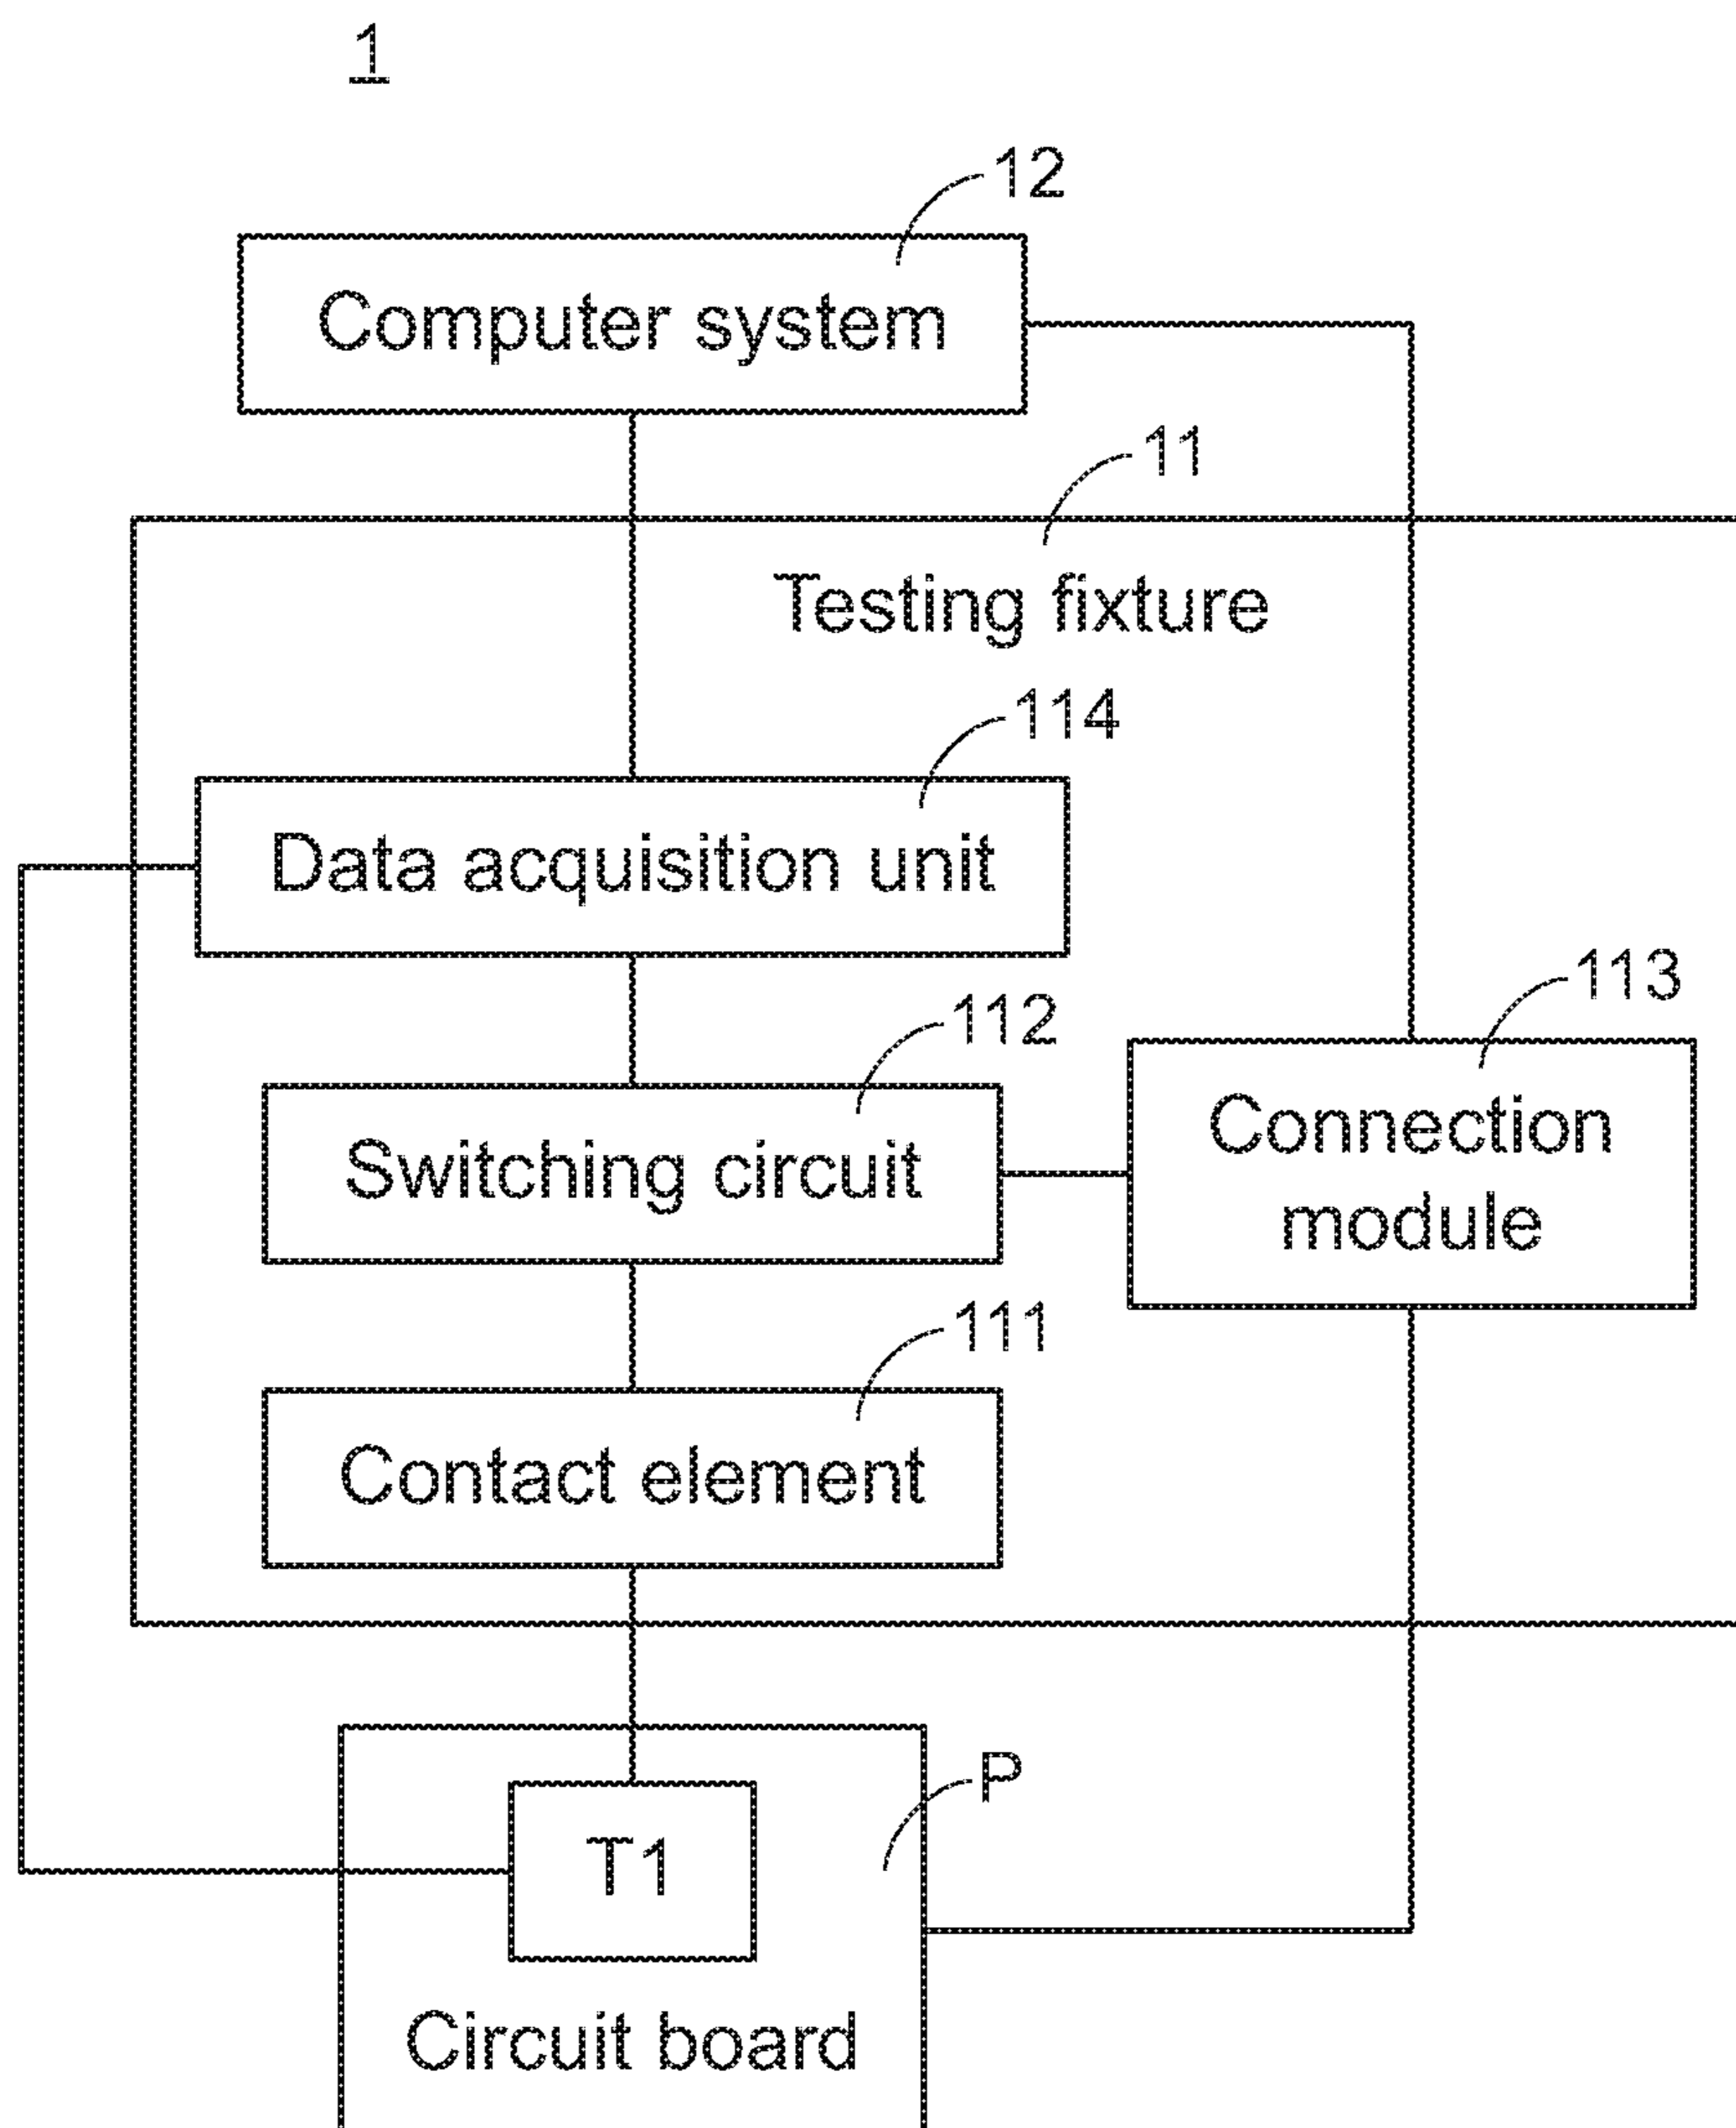 1
12
Computer system
11
Testing fixture
114
Data acquisition unit
113
112
Connection
module
Switching circuit
111
Contact element
P
T1
Circuit board